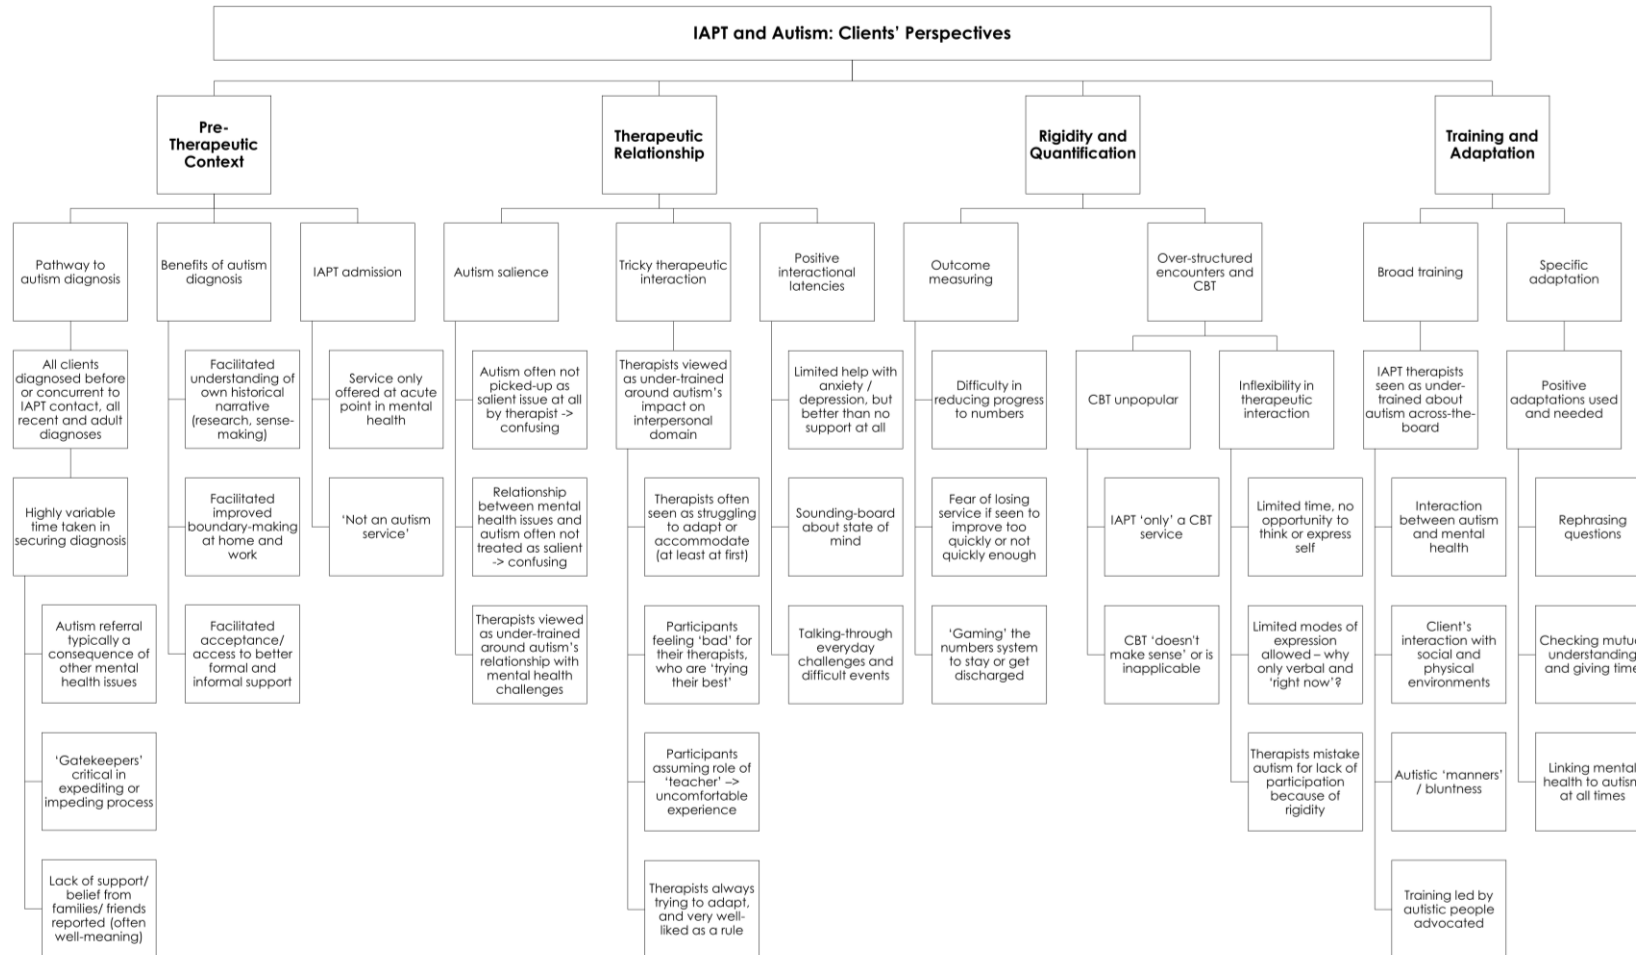 IAPT and Autism: Clients' Perspectives
Pre-
Therapeutic
Context
Therapeutic
Relationship
Rigidity and
Quantification
Training and
Adaptation
Pathway to
autism diagnosis
Benefits of autism
diagnosis
IAPT admission
Autism salience
Tricky therapeutic
interaction
Positive
interactional
latencies
Outcome
measuring
Over-structured
encounters and
CBT
Broad training
Specific
adaptation
All clients
diagnosed before
or concurrent to
IAPT contact, all
recent and adult
diagnoses
Facilitated
understanding of
own historical
narrative
(research, sense-
making)
Service only
offered at acute
point in mental
health
Autism often not
picked-up as
salient issue at all
by therapist ->
confusing
Therapists viewed
as under-trained
around autism's
impact on
interpersonal
domain
Limited help with
anxiety /
depression, but
better than no
support at all
Difficulty in
reducing progress
to numbers
CBT unpopular
Inflexibility in
therapeutic
interaction
IAPT therapists
seen as under-
trained about
autism across-the-
board
Positive
adaptations used
and needed
Highly variable
time taken in
securing diagnosis
Facilitated
improved
boundary-making
at home and
work
'Not an autism
service'
Relationship
between mental
health issues and
autism often not
treated as salient
-> confusing
Therapists often
seen as struggling
to adapt or
accommodate
(at least at first)
Sounding-board
about state of
mind
Fear of losing
service if seen to
improve too
quickly or not
quickly enough
IAPT 'only' a CBT
service
Limited time, no
opportunity to
think or express
self
Interaction
between autism
and mental
health
Rephrasing
questions
Autism referral
typically a
consequence of
other mental
health issues
Facilitated
acceptance/
access to better
formal and
informal support
Therapists viewed
as under-trained
around autism's
relationship with
mental health
challenges
Participants
feeling 'bad' for
their therapists,
who are 'trying
their best'
Talking-through
everyday
challenges and
difficult events
'Gaming' the
numbers system
to stay or get
discharged
CBT 'doesn't
make sense' or is
inapplicable
Limited modes of
expression
allowed – why
only verbal and
'right now'?
Client's
interaction with
social and
physical
environments
Checking mutu
understanding
and giving time
'Gatekeepers'
critical in
expediting or
impeding process
Participants
assuming role of
'teacher' –>
uncomfortable
experience
Therapists mistake
autism for lack of
participation
because of
rigidity
Autistic 'manners'
/ bluntness
Linking mental
health to autism
at all times
Lack of support/
belief from
families/ friends
reported (often
well-meaning)
Therapists always
trying to adapt,
and very well-
liked as a rule
Training led by
autistic people
advocated